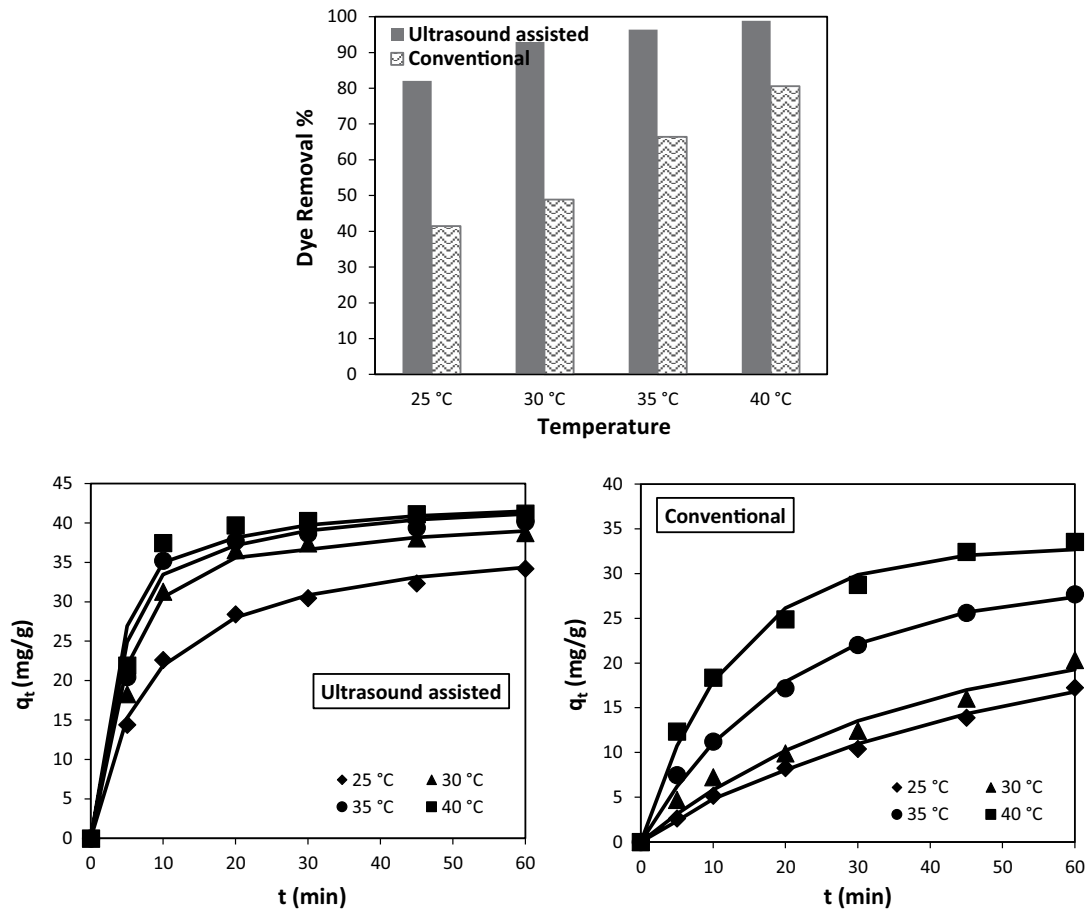 100
90
80
70
60
50
40
30
20
10
0
Dye Removal %
Ultrasound assisted
Conventional
25 °C 30 °C 35 °C 40 °C
Temperature
45
40
35
30
25
20
15
10
5
0
qt (mg/g)
Ultrasound assisted
25 °C 30 °C
35 °C 40 °C
0 10 20 30 40 50 60
t (min)
40
35
30
25
20
15
10
5
0
qt (mg/g)
Conventional
25 °C 30 °C
35 °C 40 °C
0 10 20 30 40 50 60
t (min)